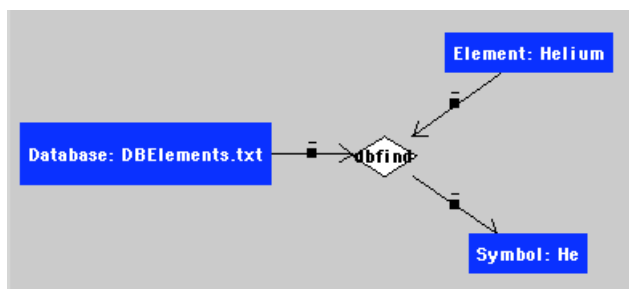 Element: Helium
Database: DBElements.txt
dbfind
Symbol: He